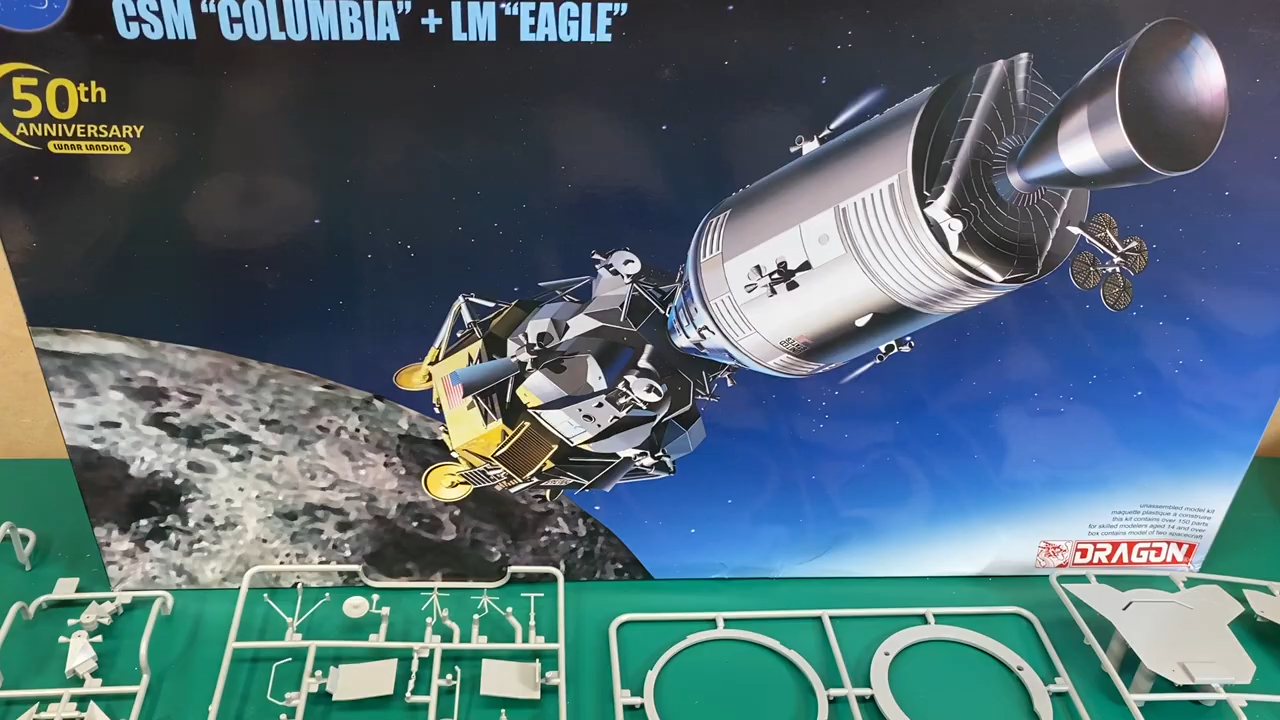 CSM “COLUMBIA” + LM “EAGLE”
50th
ANNIVERSARY
LUNAR LANDING
UNITED
unassembled model kit
maquette plastique à construire
this kit contains over 150 parts
for skilled modelers aged 14 and over
box contains model of two spacecraft
DRAGON